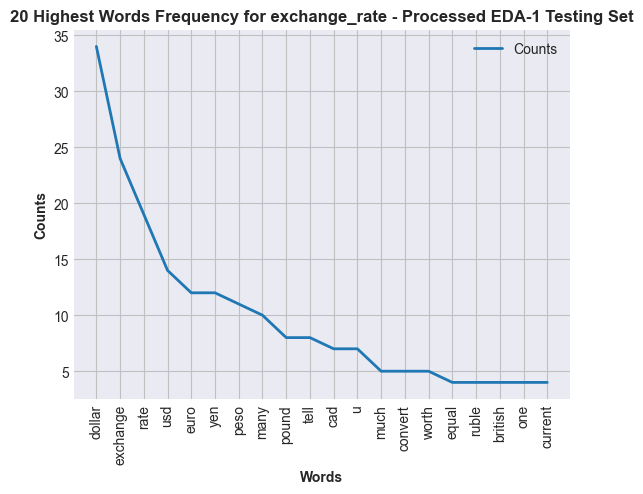 20 Highest Words Frequency for exchange_rate - Processed EDA-1 Testing Set
Counts
35
30
25
20
15
10
5
Counts
dollar
exchange
rate
usd
euro
yen
peso
many
pound
tell
cad
u
much
convert
worth
equal
ruble
british
one
current
Words